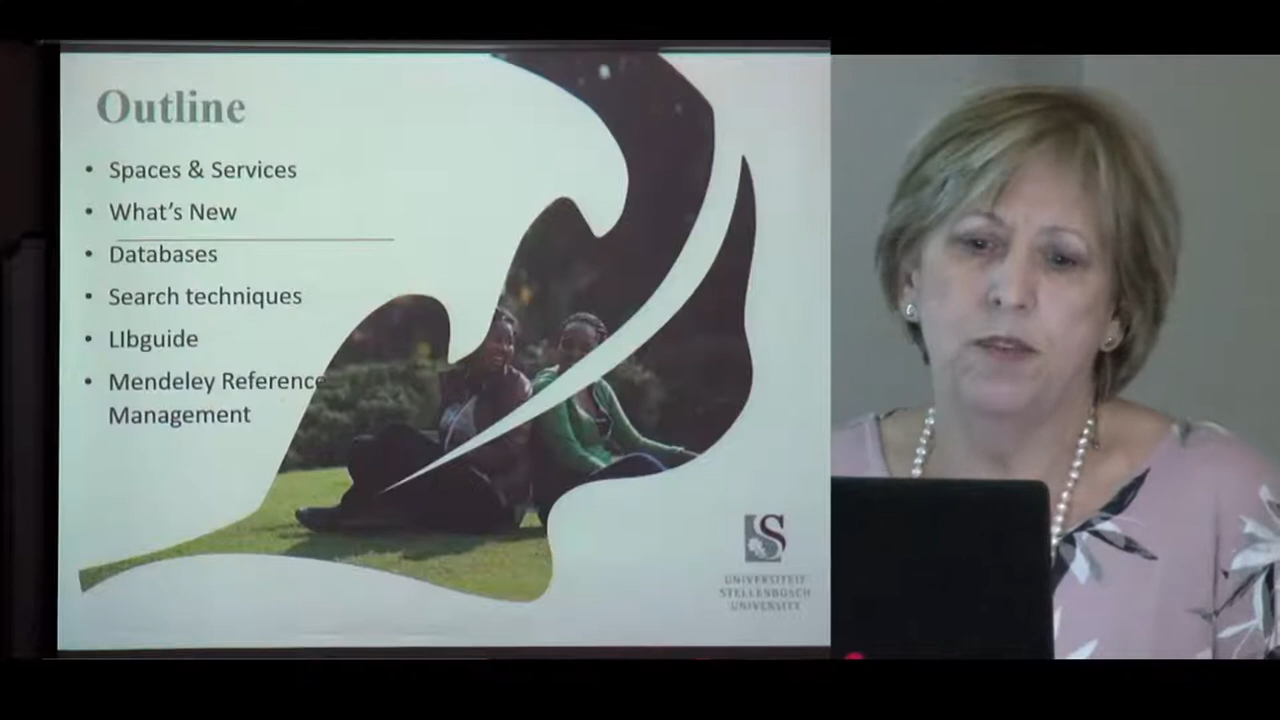 Outline
• Spaces & Services
• What's New
• Databases
• Search techniques
• LIbguide
• Mendeley Reference
Management
S
UNIVERSITEIT
STELLENBOSCH
UNIVERSITY